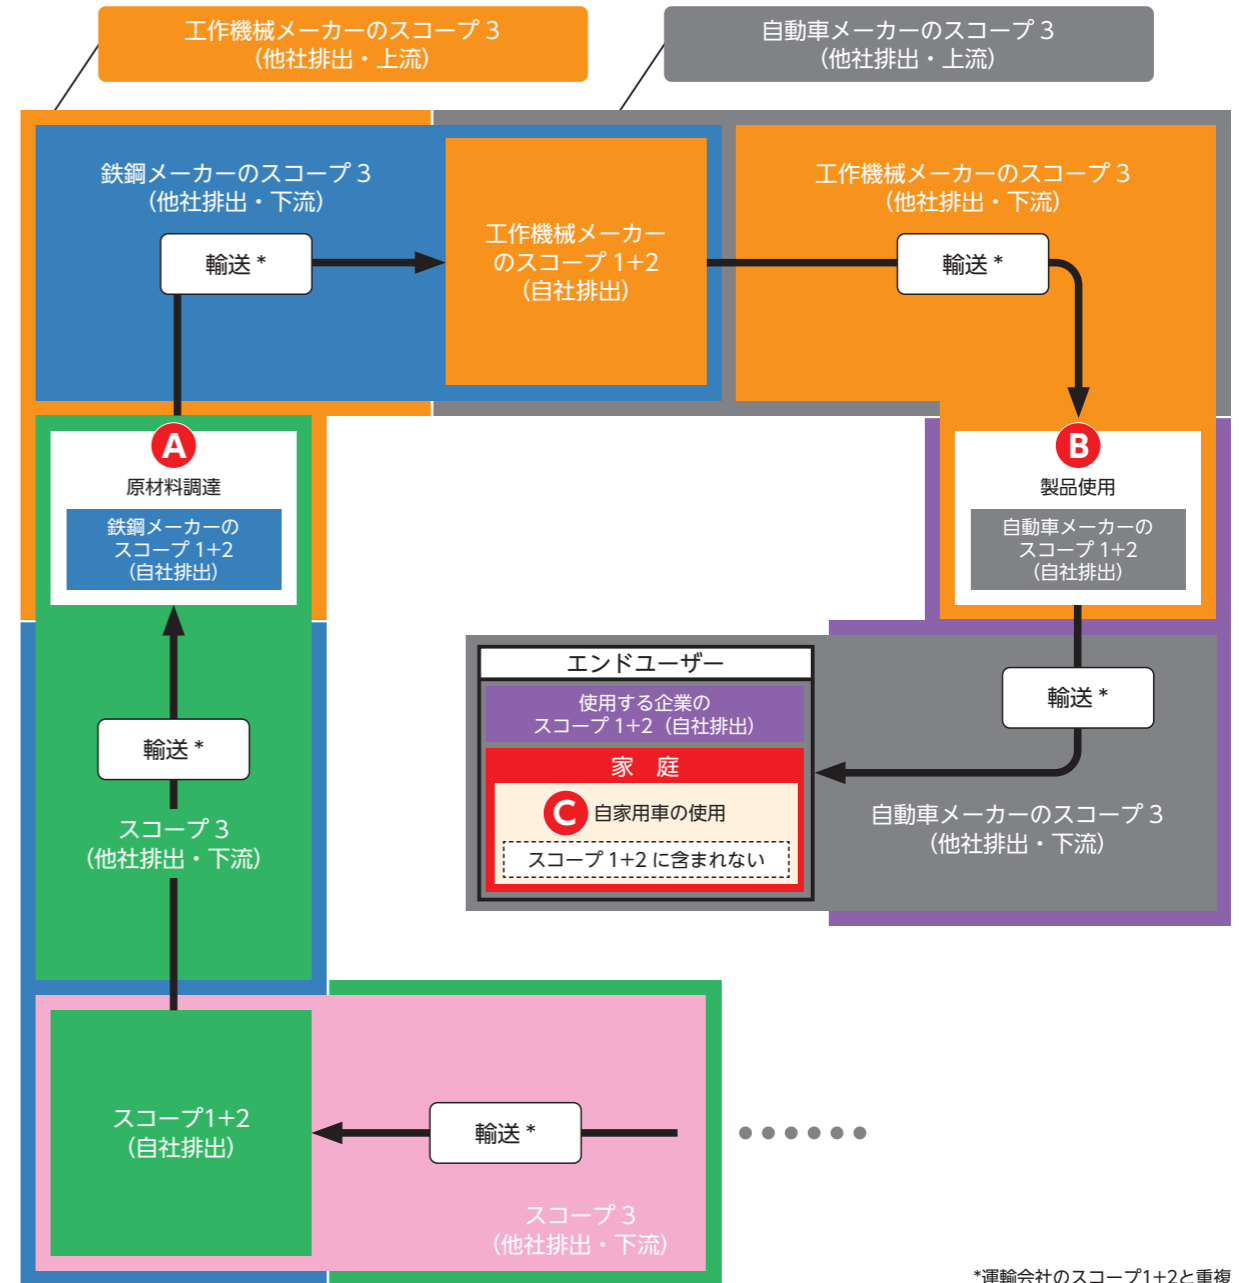 工作機械メーカーのスコープ 3
(他社排出・上流)
自動車メーカーのスコープ 3
(他社排出・上流)
鉄鋼メーカーのスコープ 3
(他社排出・下流)
輸送 *
工作機械メーカー
のスコープ 1+2
(自社排出)
工作機械メーカーのスコープ 3
(他社排出・下流)
輸送 *
A
原材料調達
鉄鋼メーカーの
スコープ 1+2
(自社排出)
B
製品使用
自動車メーカーの
スコープ 1+2
(自社排出)
エンドユーザー
使用する企業の
スコープ 1+2(自社排出)
家 庭
C 自家用車の使用
スコープ 1+2 に含まれない
輸送 *
自動車メーカーのスコープ 3
(他社排出・下流)
輸送 *
スコープ 3
(他社排出・下流)
スコープ1+2
(自社排出)
輸送 *
スコープ 3
(他社排出・下流)
*運輸会社のスコープ1+2と重複